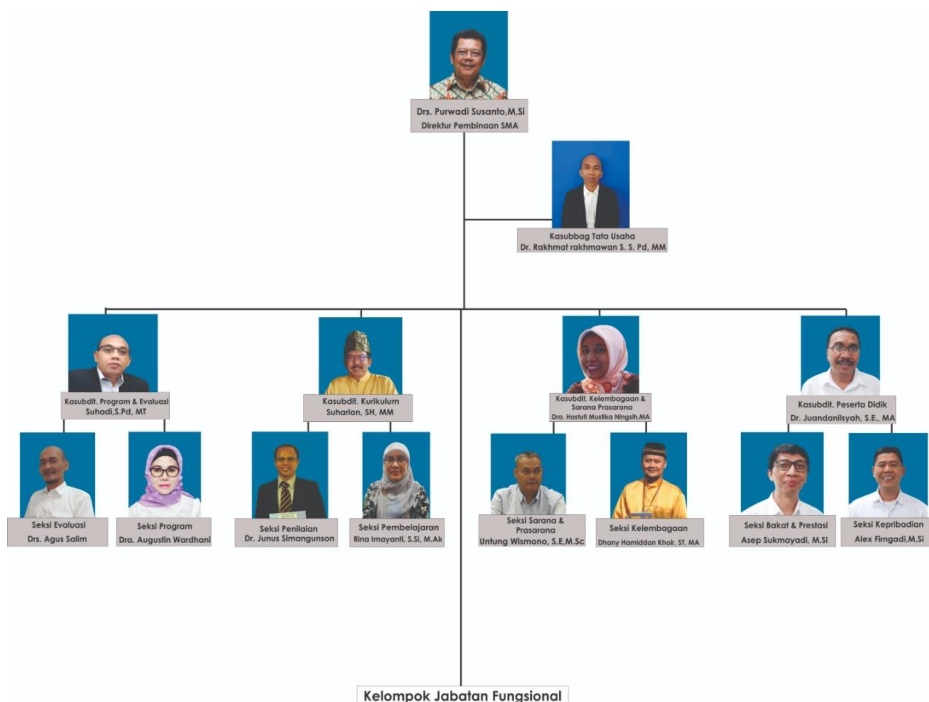 Drs. Purwadi Susanto,M,Si
Direktur Pembinaan SMA
Kasubbag Tata Usaha
Dr. Rakhmat rakhmawan S. S. Pd, MM
Kasubdit. Program & Evaluasi
Suhadi,S.Pd, MT
Kasubdit. Kurikulum
Suharlan, SH, MM
Kasubdit. Kelembagaan &
Sarana Prasarana
Dra. Hastuti Mustika Ningsih,MA
Kasubdit. Peserta Didik
Dr. Juandanilsyah, S.E., MA
Seksi Evaluasi
Drs. Agus Salim
Seksi Program
Dra. Augustin Wardhani
Seksi Penilaian
Dr. Junus Simangunson
Seksi Pembelajaran
Rina Imayanti, S.Si, M.Ak
Seksi Sarana &
Prasarana
Untung Wismono, S.E,M.Sc
Seksi Kelembagaan
Dhany Hamiddan Khoir, ST, MA
Seksi Bakat & Prestasi
Asep Sukmayadi, M.Si
Seksi Kepribadian
Alex Firngadi,M,Si
Kelompok Jabatan Fungsional